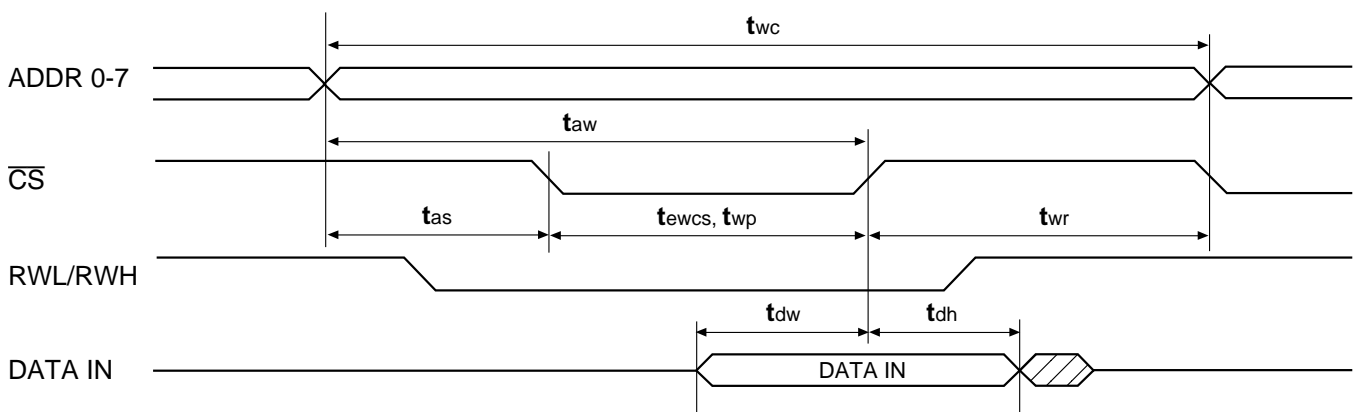 twc
ADDR 0-7
taw
CS
tas
tewcs, twp
twr
RWL/RWH
tdw
tdh
DATA IN
DATA IN